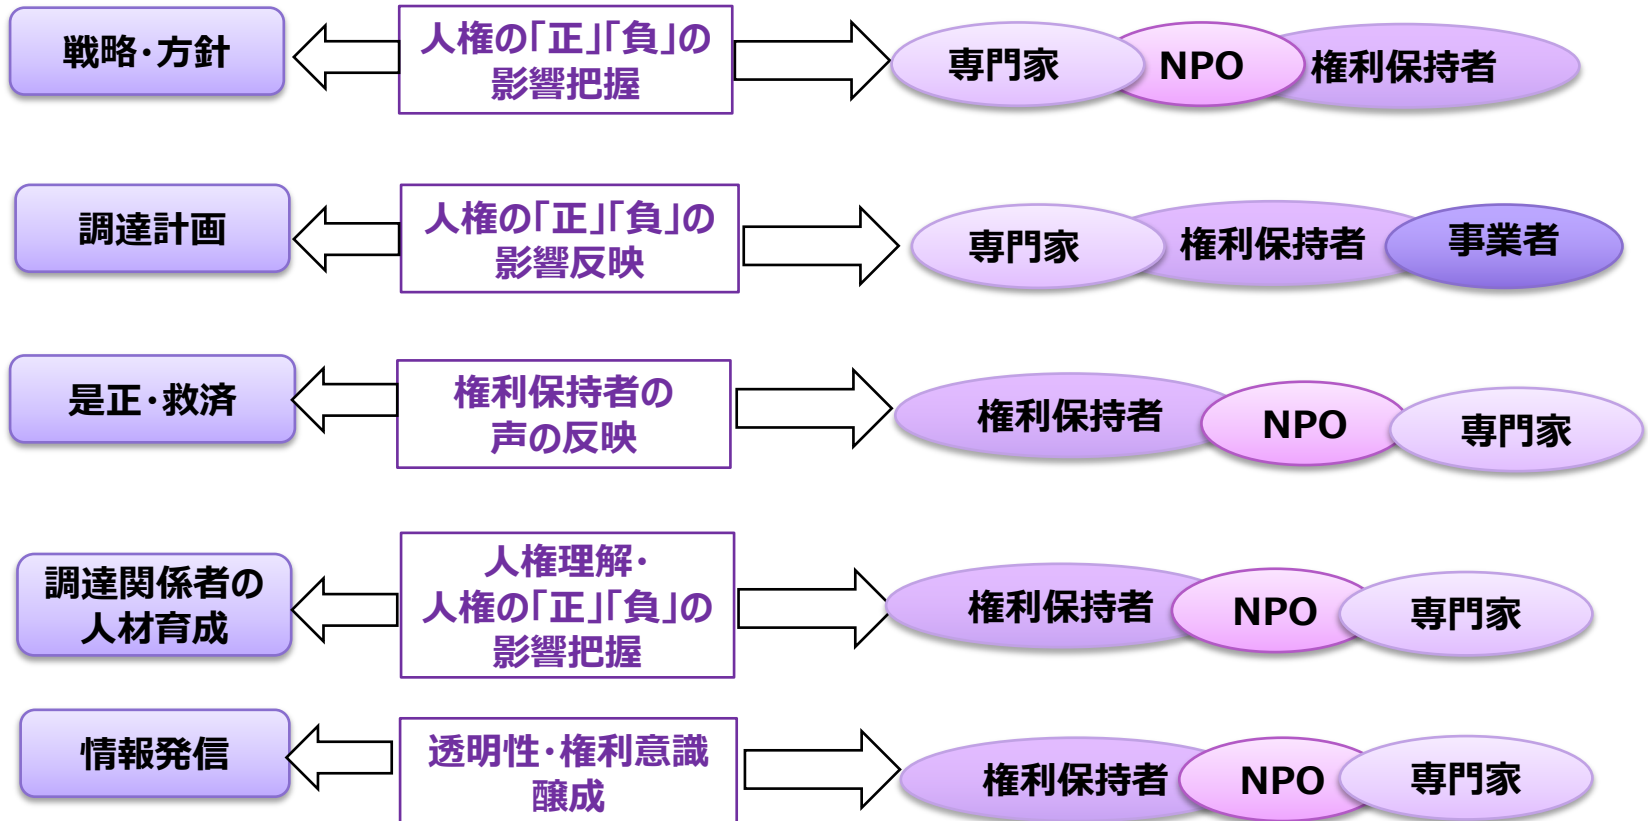 戦略・方針
人権の「正」「負」の
影響把握
専門家
NPO
権利保持者
調達計画
人権の「正」「負」の
影響反映
専門家
権利保持者
事業者
是正・救済
権利保持者の
声の反映
権利保持者
NPO
専門家
調達関係者の
人材育成
人権理解・
人権の「正」「負」の
影響把握
権利保持者
NPO
専門家
情報発信
透明性・権利意識
醸成
権利保持者
NPO
専門家